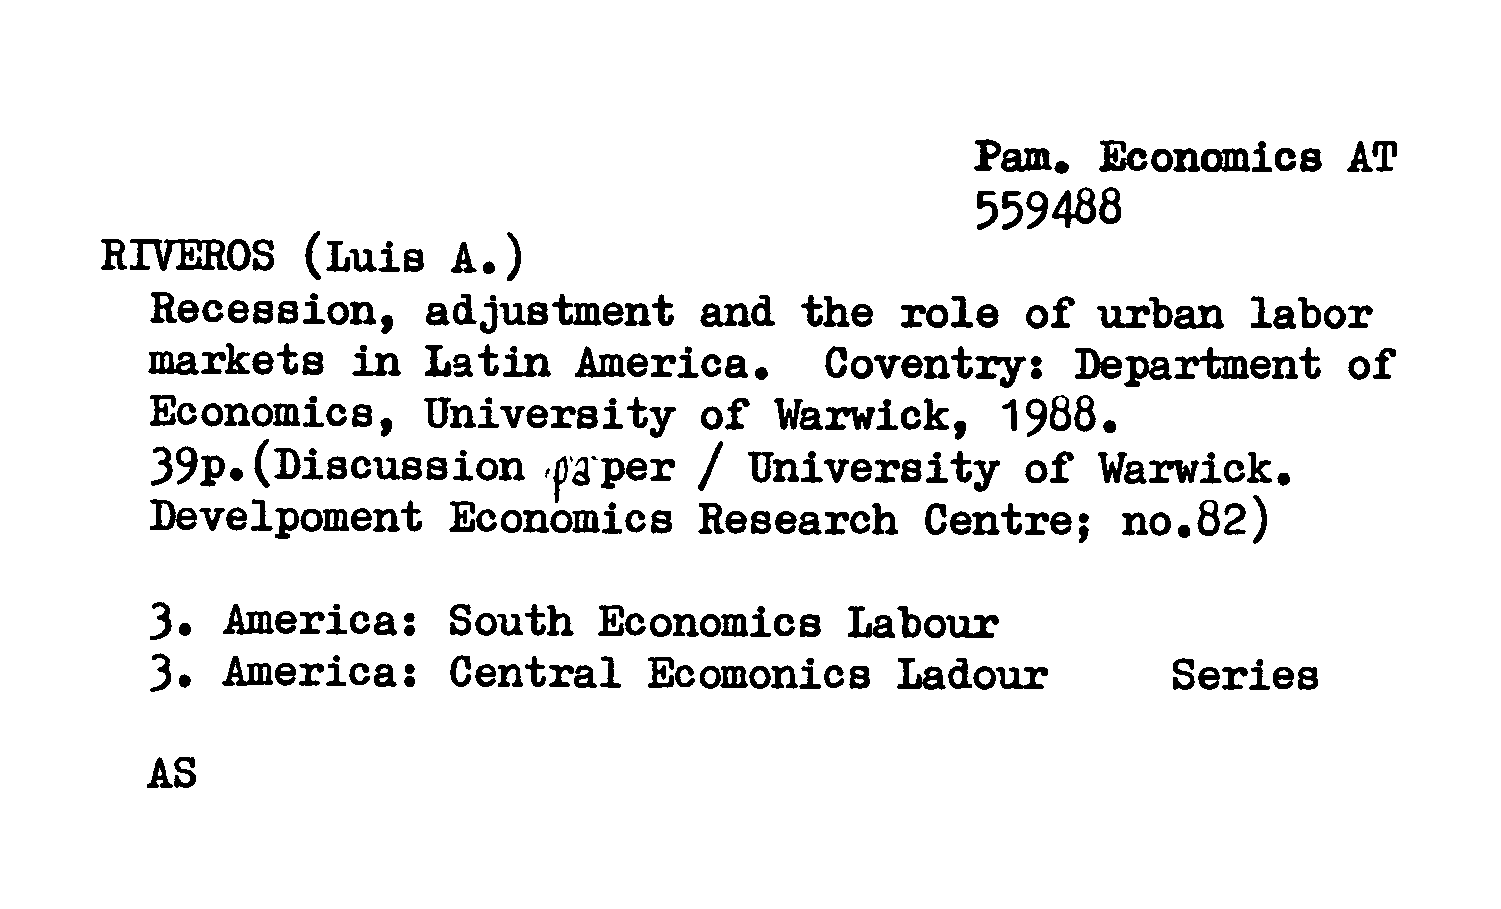 Pam. Economics AT
559488
RIVEROS (Luis A.)
Recession, adjustment and the role of urban labor
markets in Latin America. Coventry: Department of
Economics, University of Warwick, 1988.
39p.(Discussion paper / University of Warwick.
Develpoment Economics Research Centre; no.82)
3. America: South Economics Labour
3. America: Central Ecomonics Ladour Series
AS